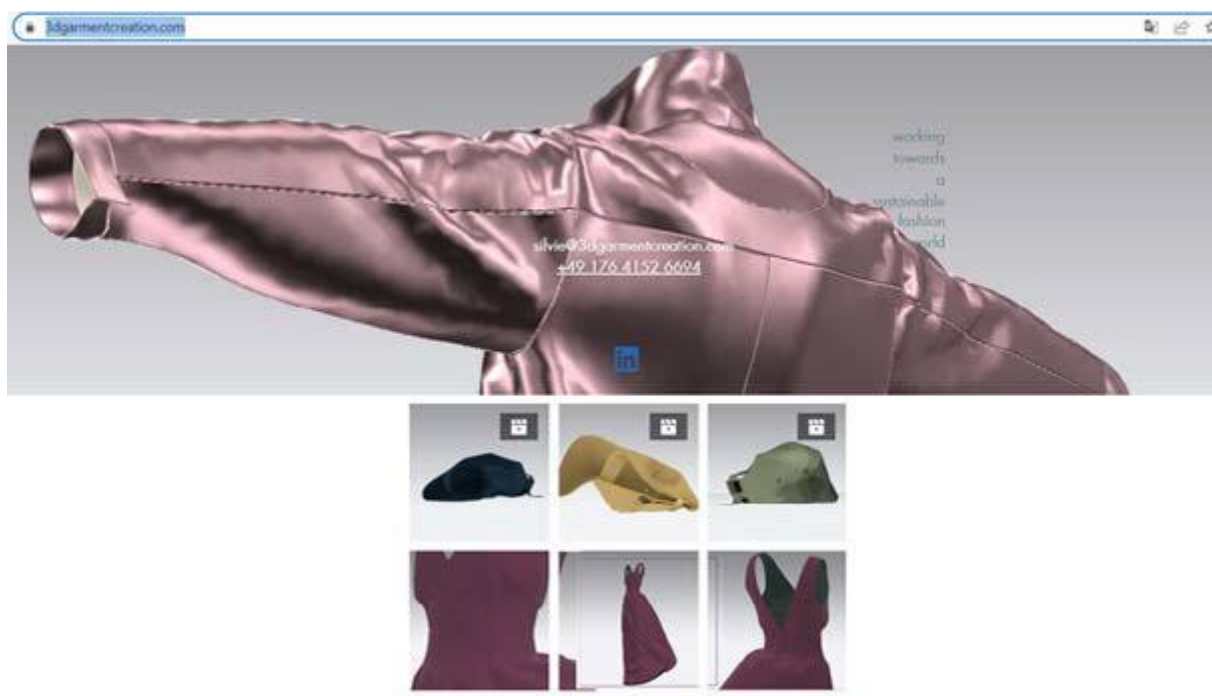 3dgarmentcreation.com
working
towards
a
sustainable
fashion
world
silvie@3dgarmentcreation.com
+49 176 4152 6694
in